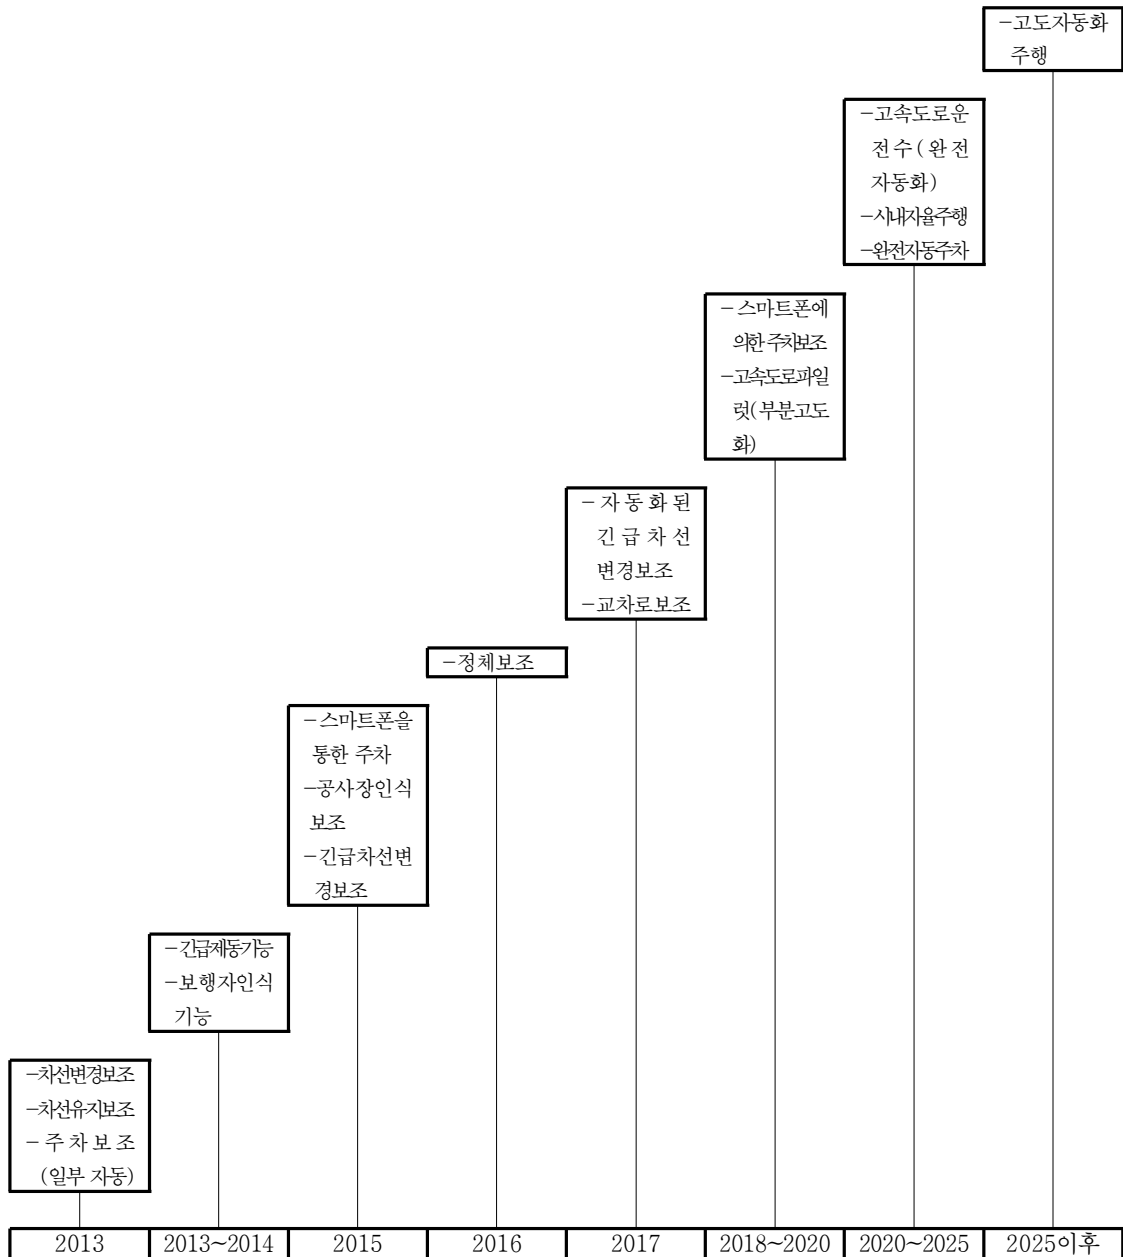 -고도자동화
주행
-고속도로운
전수(완전
자동화)
-시내자율주행
-완전자동주차
-스마트폰에
의한 주차보조
-고속도로파일
럿(부분고도
화)
-자동화된
긴급차선
변경보조
-교차로보조
-정체보조
-스마트폰을
통한 주차
-공사장인식
보조
-긴급차선변
경보조
-긴급제동기능
-보행자인식
기능
-차선변경보조
-차선유지보조
-주차보조
(일부 자동)
2013 2013~2014 2015 2016 2017 2018~2020 2020~2025 2025이후